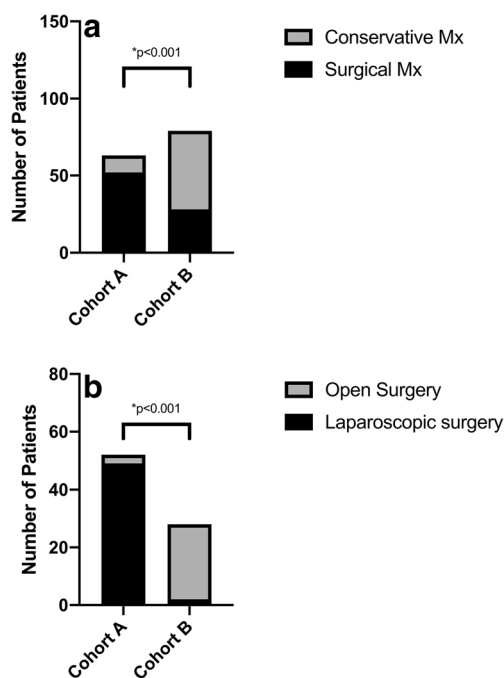 a
150
100
50
0
Number of Patients
*p<0.001
Cohort A
Cohort B
Conservative Mx
Surgical Mx
b
80
60
40
20
0
Number of Patients
*p<0.001
Cohort A
Cohort B
Open Surgery
Laparoscopic surgery